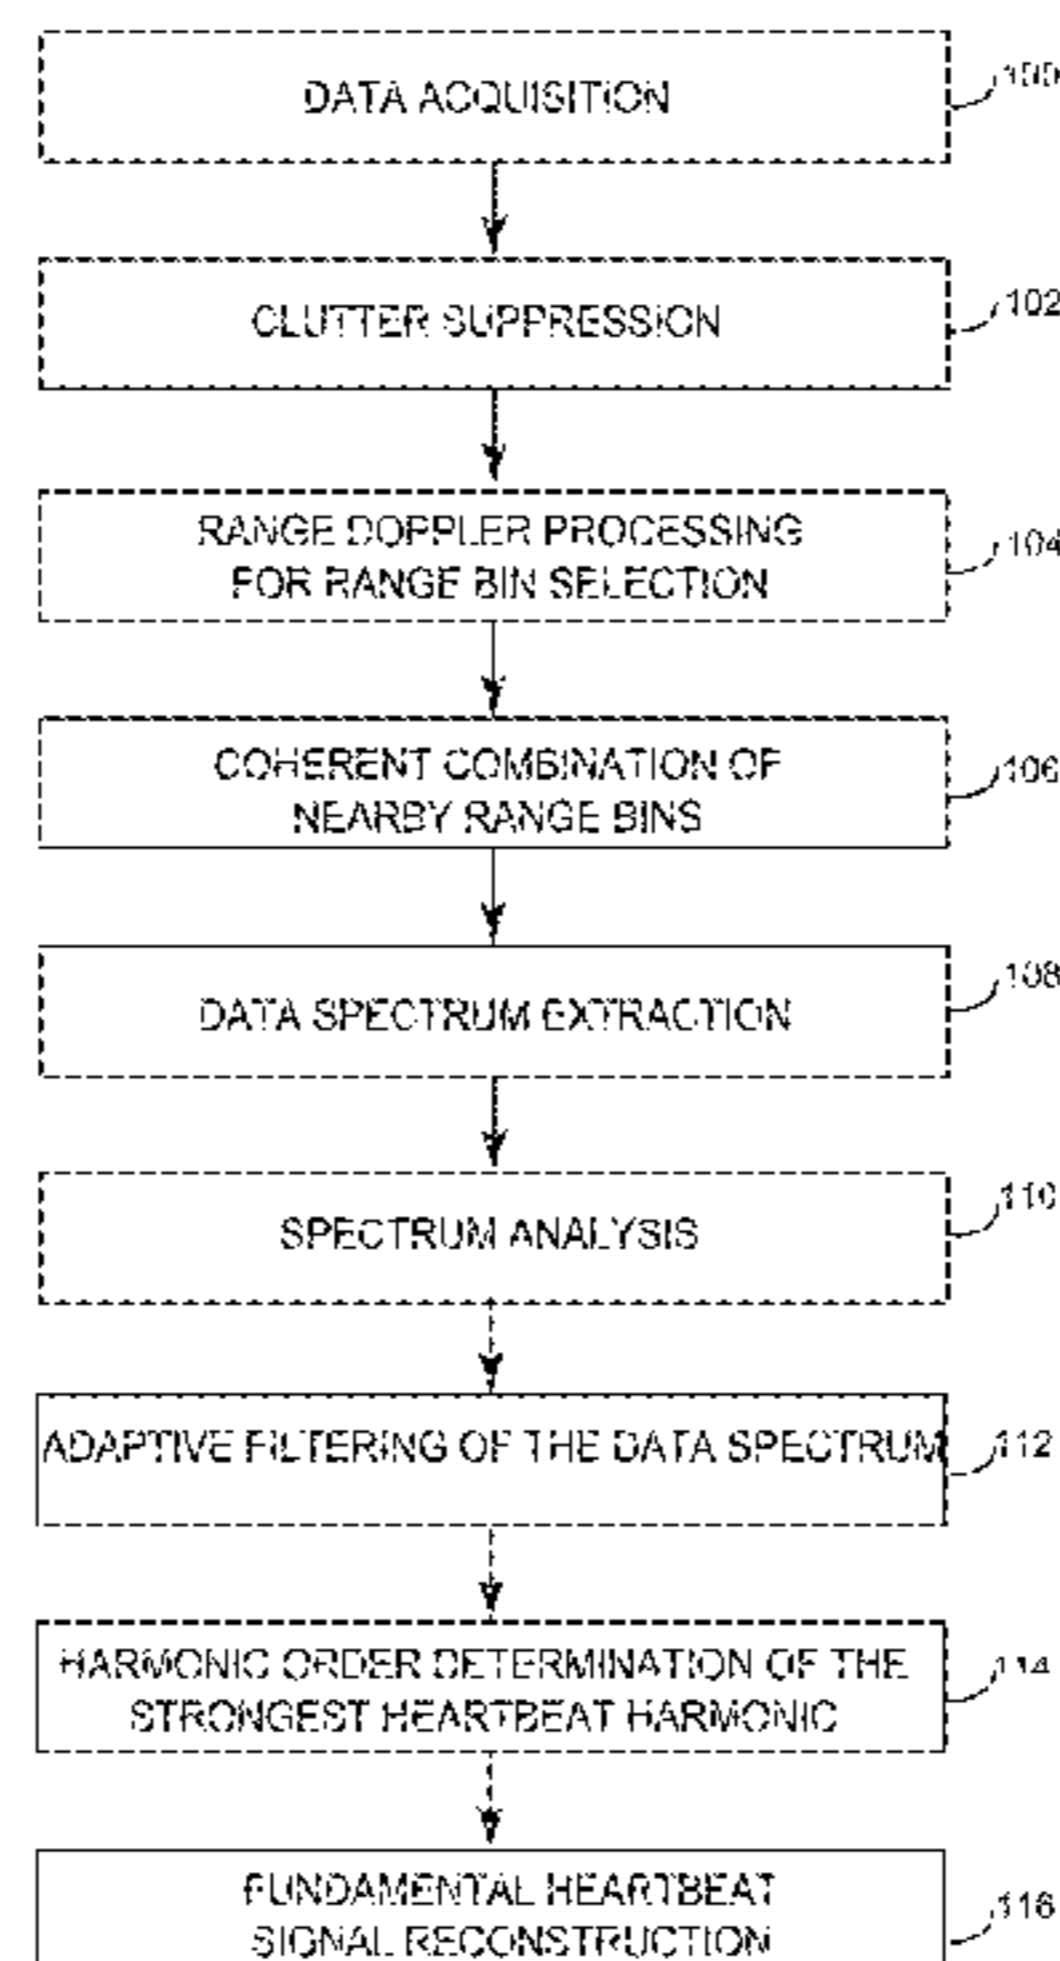 DATA ACQUISITION
100
CLUTTER SUPPRESSION
102
RANGE DOPPLER PROCESSING
FOR RANGE BIN SELECTION
104
COHERENT COMBINATION OF
NEARBY RANGE BINS
106
DATA SPECTRUM EXTRACTION
108
SPECTRUM ANALYSIS
110
ADAPTIVE FILTERING OF THE DATA SPECTRUM
112
HARMONIC ORDER DETERMINATION OF THE
STRONGEST HEARTBEAT HARMONIC
114
FUNDAMENTAL HEARTBEAT
SIGNAL RECONSTRUCTION
116